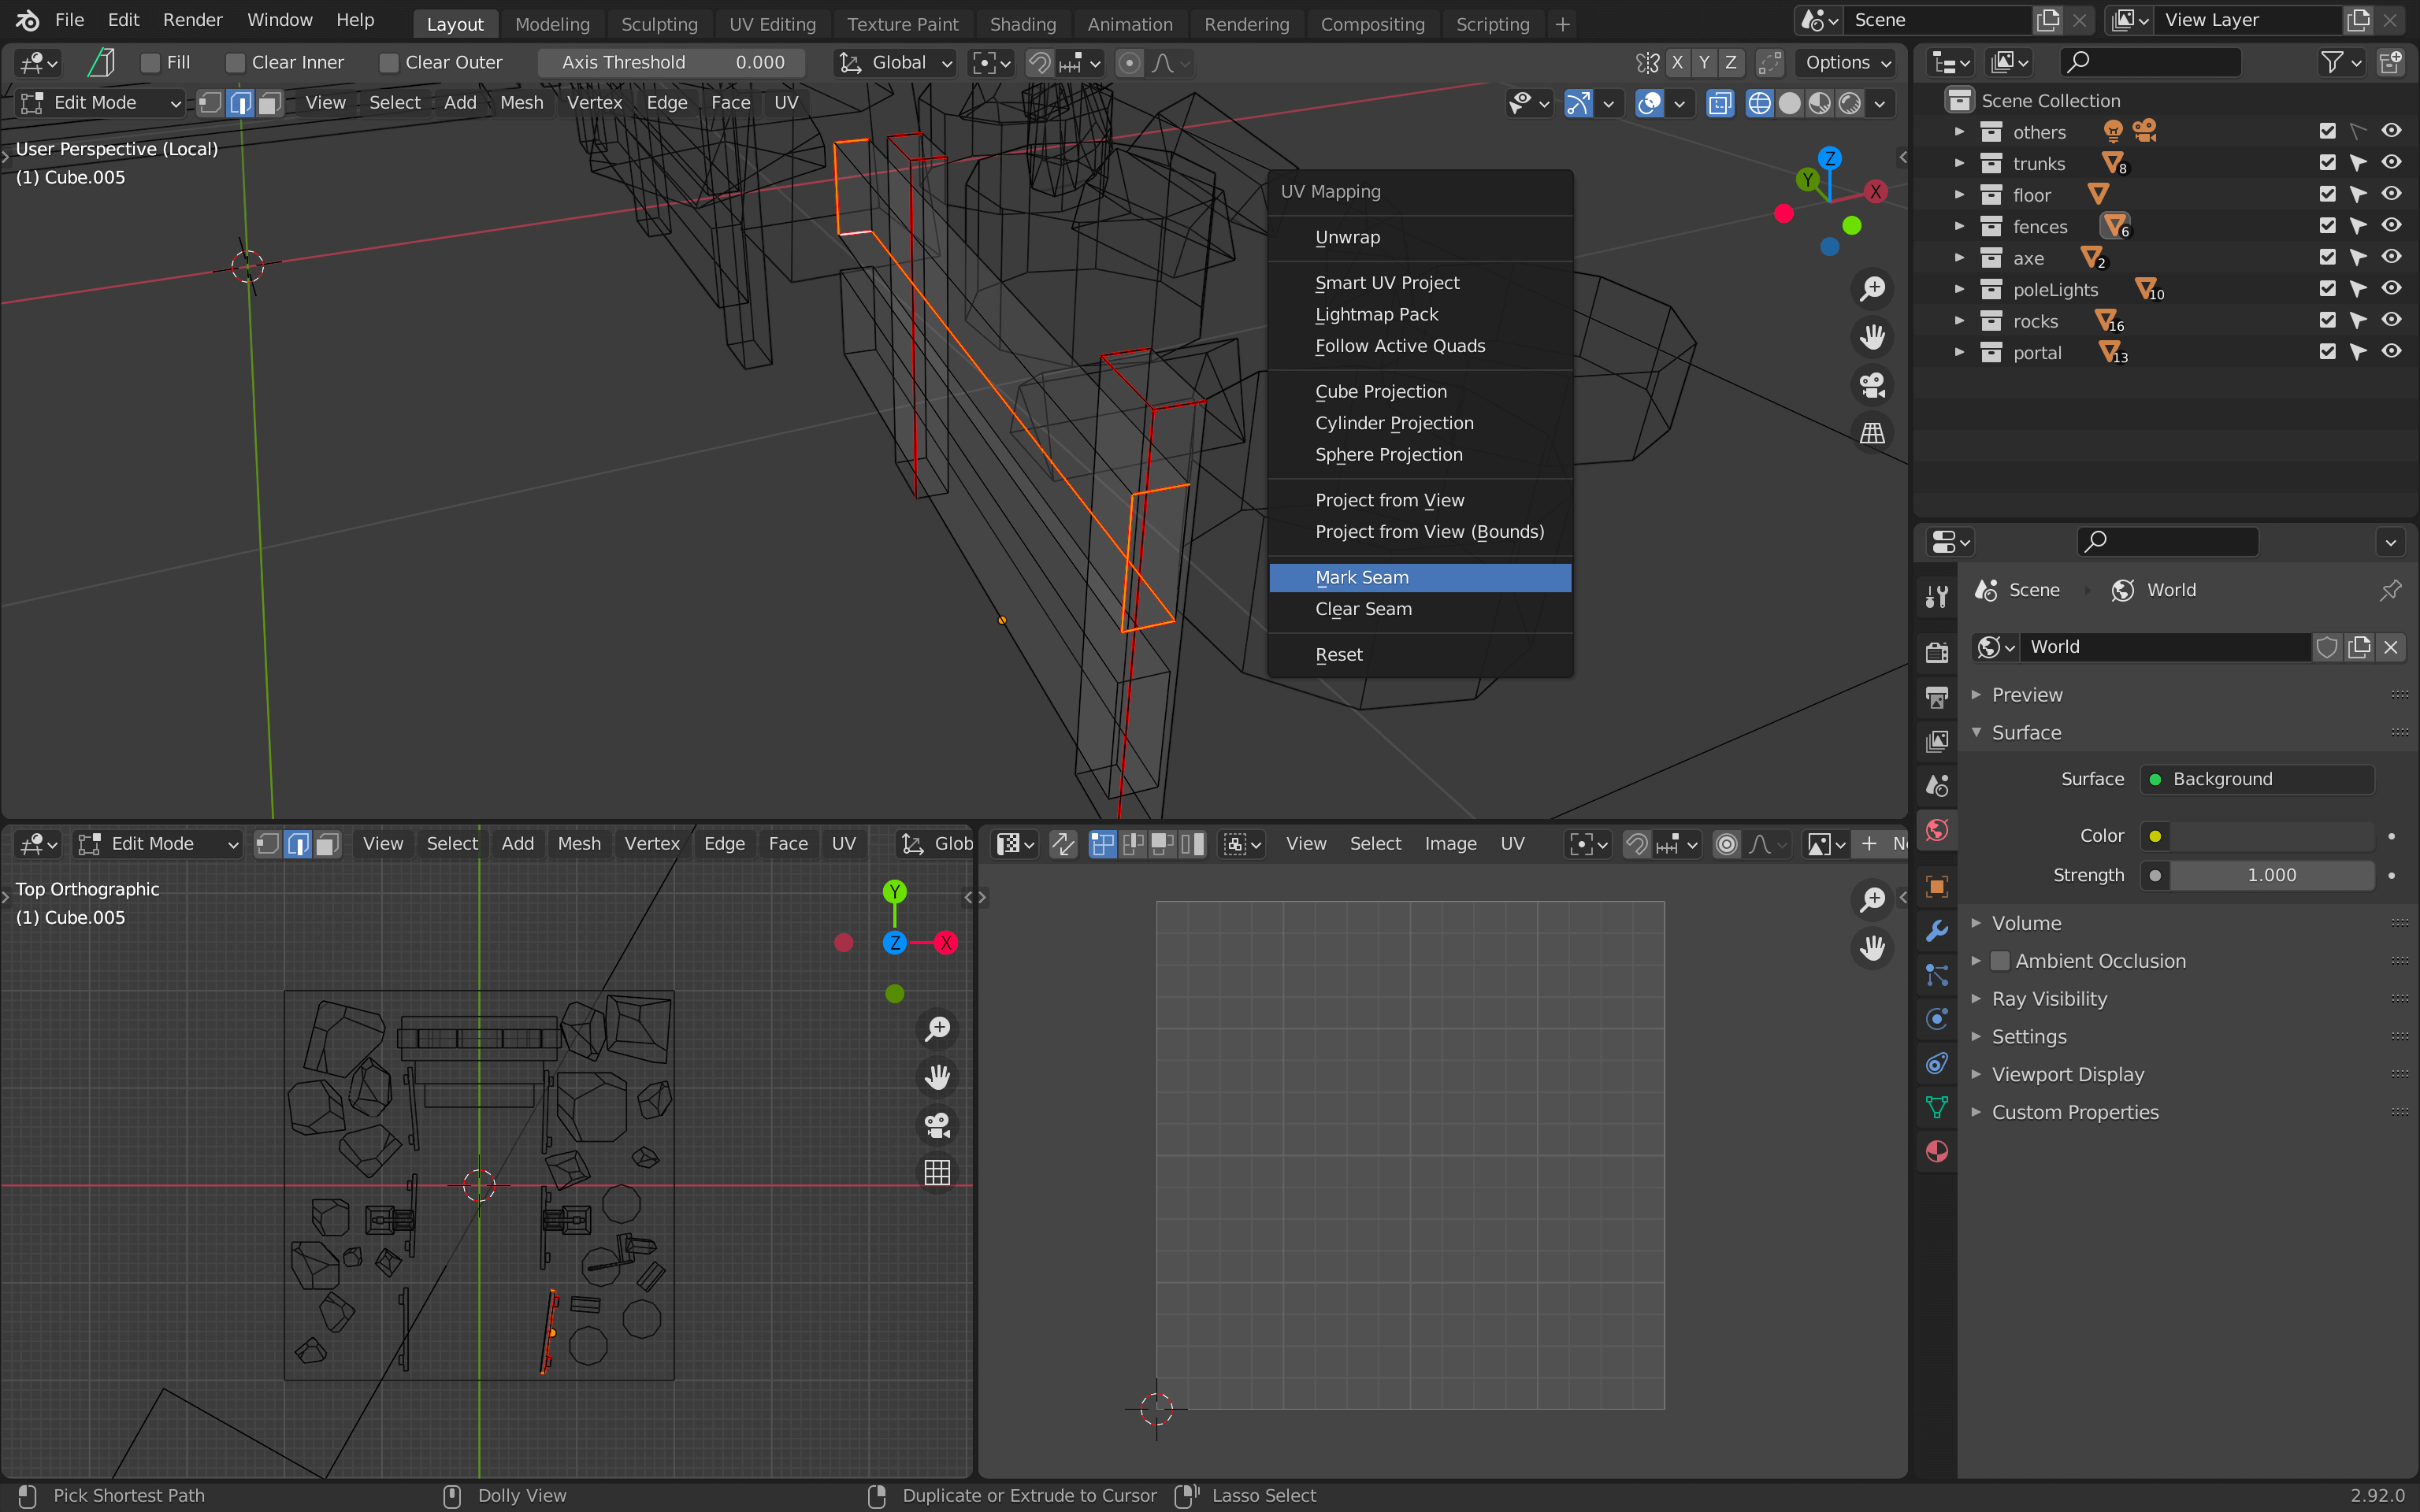 File Edit Render Window Help Layout Modeling Sculpting UV Editing Texture Paint Shading Animation Rendering Compositing Scripting + Scene View Layer
Fill Clear Inner Clear Outer Axis Threshold 0.000 Global X Y Z Options
Edit Mode View Select Add Mesh Vertex Edge Face UV
User Perspective (Local)
(1) Cube.005
Z
Y
X
UV Mapping
Unwrap
Smart UV Project
Lightmap Pack
Follow Active Quads
Cube Projection
Cylinder Projection
Sphere Projection
Project from View
Project from View (Bounds)
Mark Seam
Clear Seam
Reset
Scene Collection
others
trunks 8
floor
fences 6
axe 2
poleLights 10
rocks 16
portal 13
Scene World
World
Preview
Surface
Surface Background
Color
Strength 1.000
Volume
Ambient Occlusion
Ray Visibility
Settings
Viewport Display
Custom Properties
Edit Mode View Select Add Mesh Vertex Edge Face UV Glob
Top Orthographic
(1) Cube.005
Y
Z X
View Select Image UV + N
Pick Shortest Path Dolly View Duplicate or Extrude to Cursor Lasso Select 2.92.0